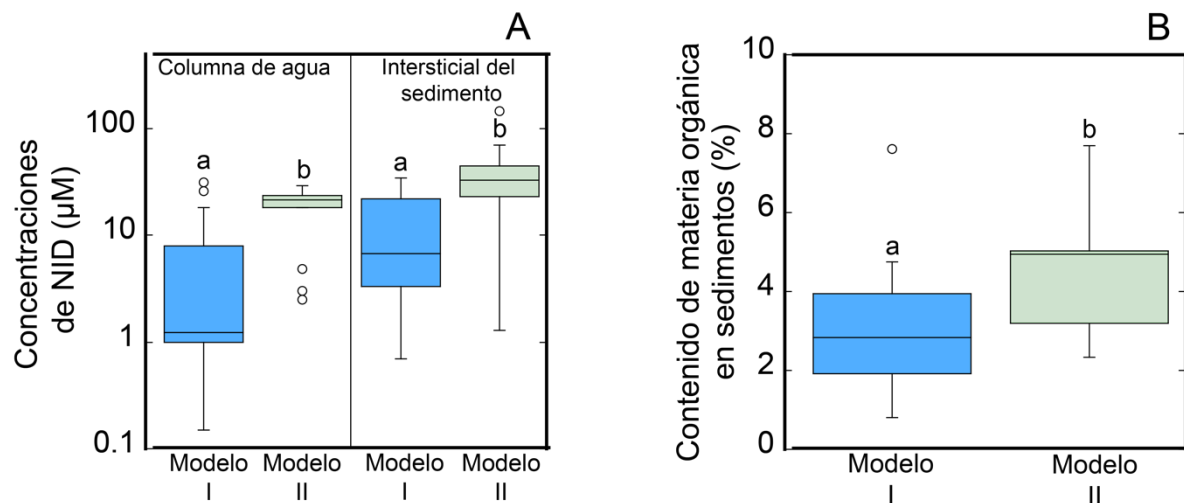 A
Columna de agua
Intersticial del
sedimento
Concentraciones
de NID (µM)
100
10
1
0.1
a
b
a
b
Modelo
I
Modelo
II
Modelo
I
Modelo
II
B
Contenido de materia orgánica
en sedimentos (%)
10
8
6
4
2
0
a
b
Modelo
I
Modelo
II